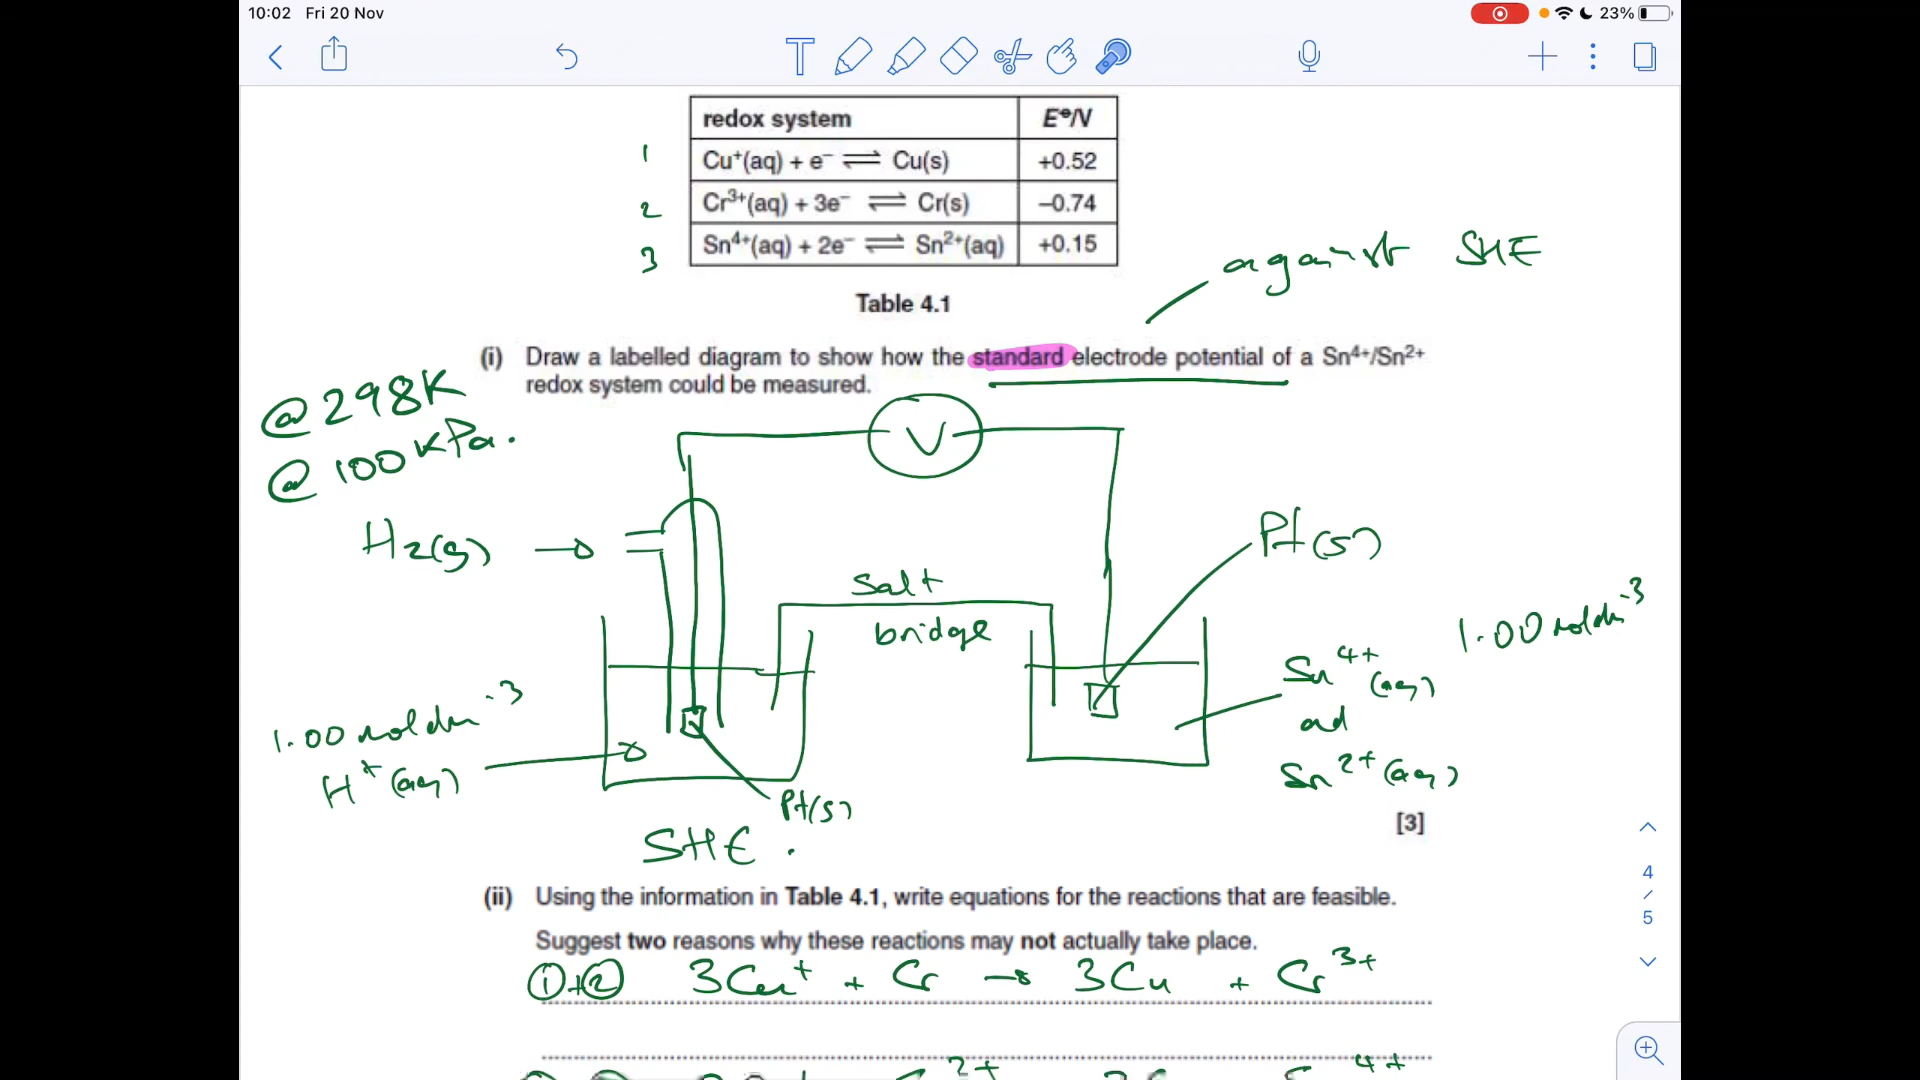 10:02 Fri 20 Nov
23%
T
redox system E⦵/V
1 Cu⁺(aq) + e⁻ ⇌ Cu(s) +0.52
2 Cr³⁺(aq) + 3e⁻ ⇌ Cr(s) –0.74
3 Sn⁴⁺(aq) + 2e⁻ ⇌ Sn²⁺(aq) +0.15
against SHE
Table 4.1
(i) Draw a labelled diagram to show how the standard electrode potential of a Sn⁴⁺/Sn²⁺
redox system could be measured.
@ 298K
@ 100 kPa.
V
H₂(g)
Pt(s)
salt
bridge
1.00 mol dm⁻³
Sn⁴⁺(aq)
and
Sn²⁺(aq)
1.00 mol dm⁻³
H⁺(aq)
Pt(s)
SHE.
[3]
4
/
5
(ii) Using the information in Table 4.1, write equations for the reactions that are feasible.
Suggest two reasons why these reactions may not actually take place.
①+② 3Cu⁺ + Cr → 3Cu + Cr³⁺